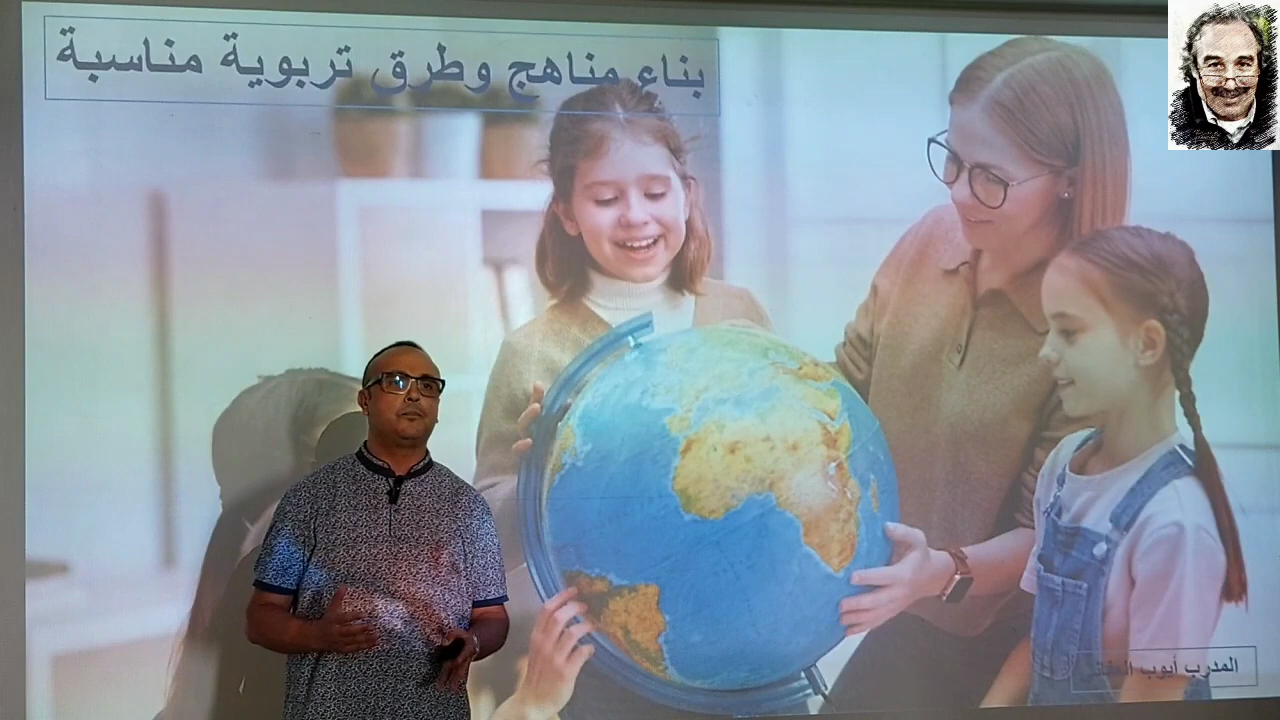 بناء مناهج وطرق تربوية مناسبة
المدرب أيوب